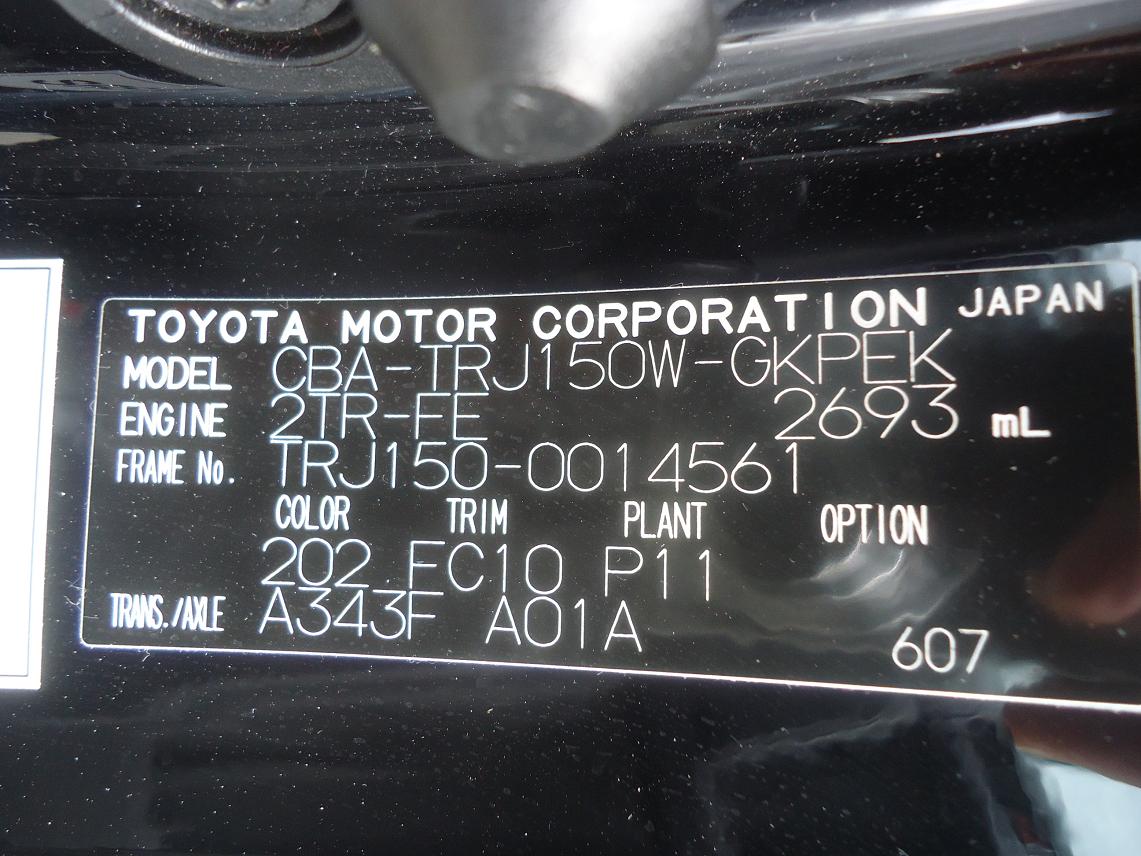 TOYOTA MOTOR CORPORATION JAPAN
MODEL CBA-TRJ150W-GKPEK
ENGINE 2TR-FE 2693 mL
FRAME No. TRJ150-0014561
COLOR TRIM PLANT OPTION
202 FC10 P11
TRANS./AXLE A343F A01A
607